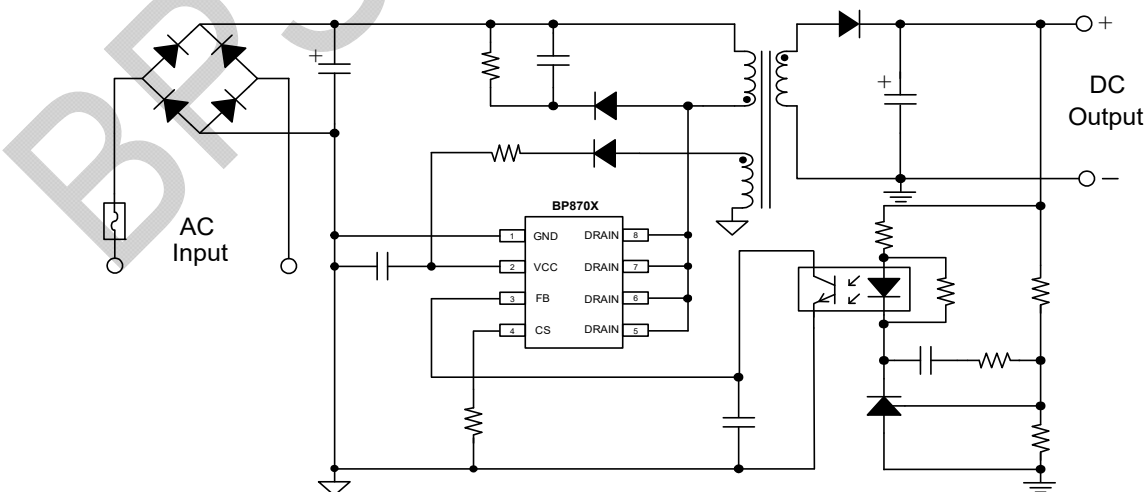 +
+
+
DC
Output
—
BP870X
AC
Input
1 GND DRAIN 8
2 VCC DRAIN 7
3 FB DRAIN 6
4 CS DRAIN 5